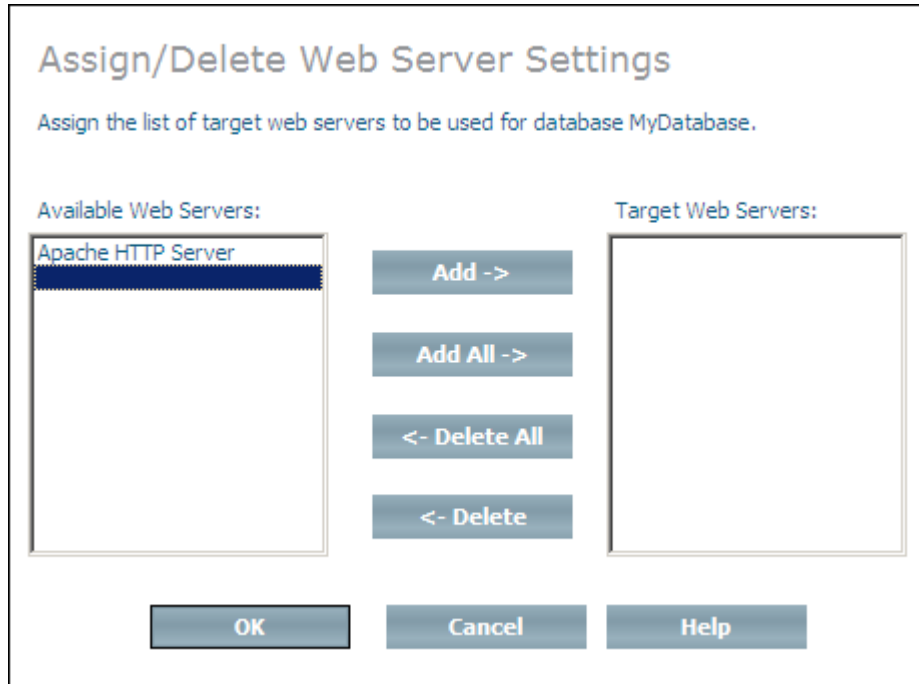 Assign/Delete Web Server Settings
Assign the list of target web servers to be used for database MyDatabase.
Available Web Servers:
Target Web Servers:
Apache HTTP Server
Add ->
Add All ->
<- Delete All
<- Delete
OK
Cancel
Help